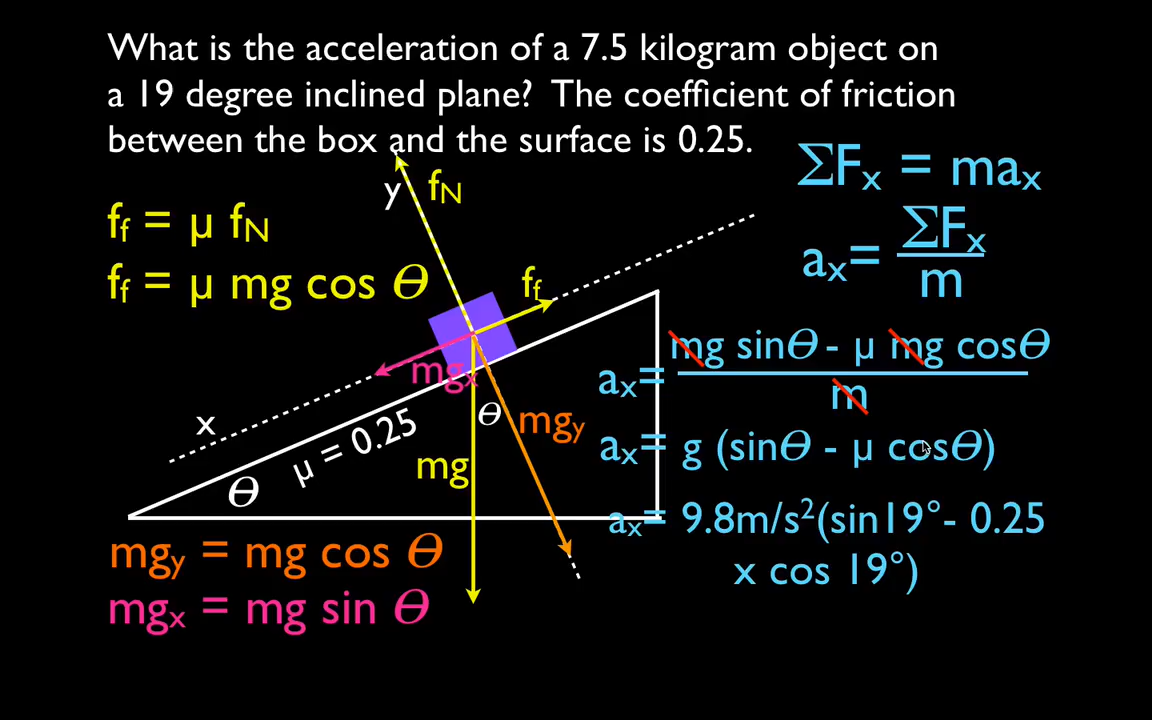 What is the acceleration of a 7.5 kilogram object on
a 19 degree inclined plane? The coefficient of friction
between the box and the surface is 0.25.
ΣFx = max
y
fN
ff = μ fN
ax= ΣFx
m
ff = μ mg cos Θ
ff
mg sinΘ - μ mg cosΘ
ax=
m
mgx
x
μ = 0.25
Θ
mgy
ax= g (sinΘ - μ cosΘ)
mg
Θ
ax= 9.8m/s²(sin19°- 0.25
x cos 19°)
mgy = mg cos Θ
mgx = mg sin Θ